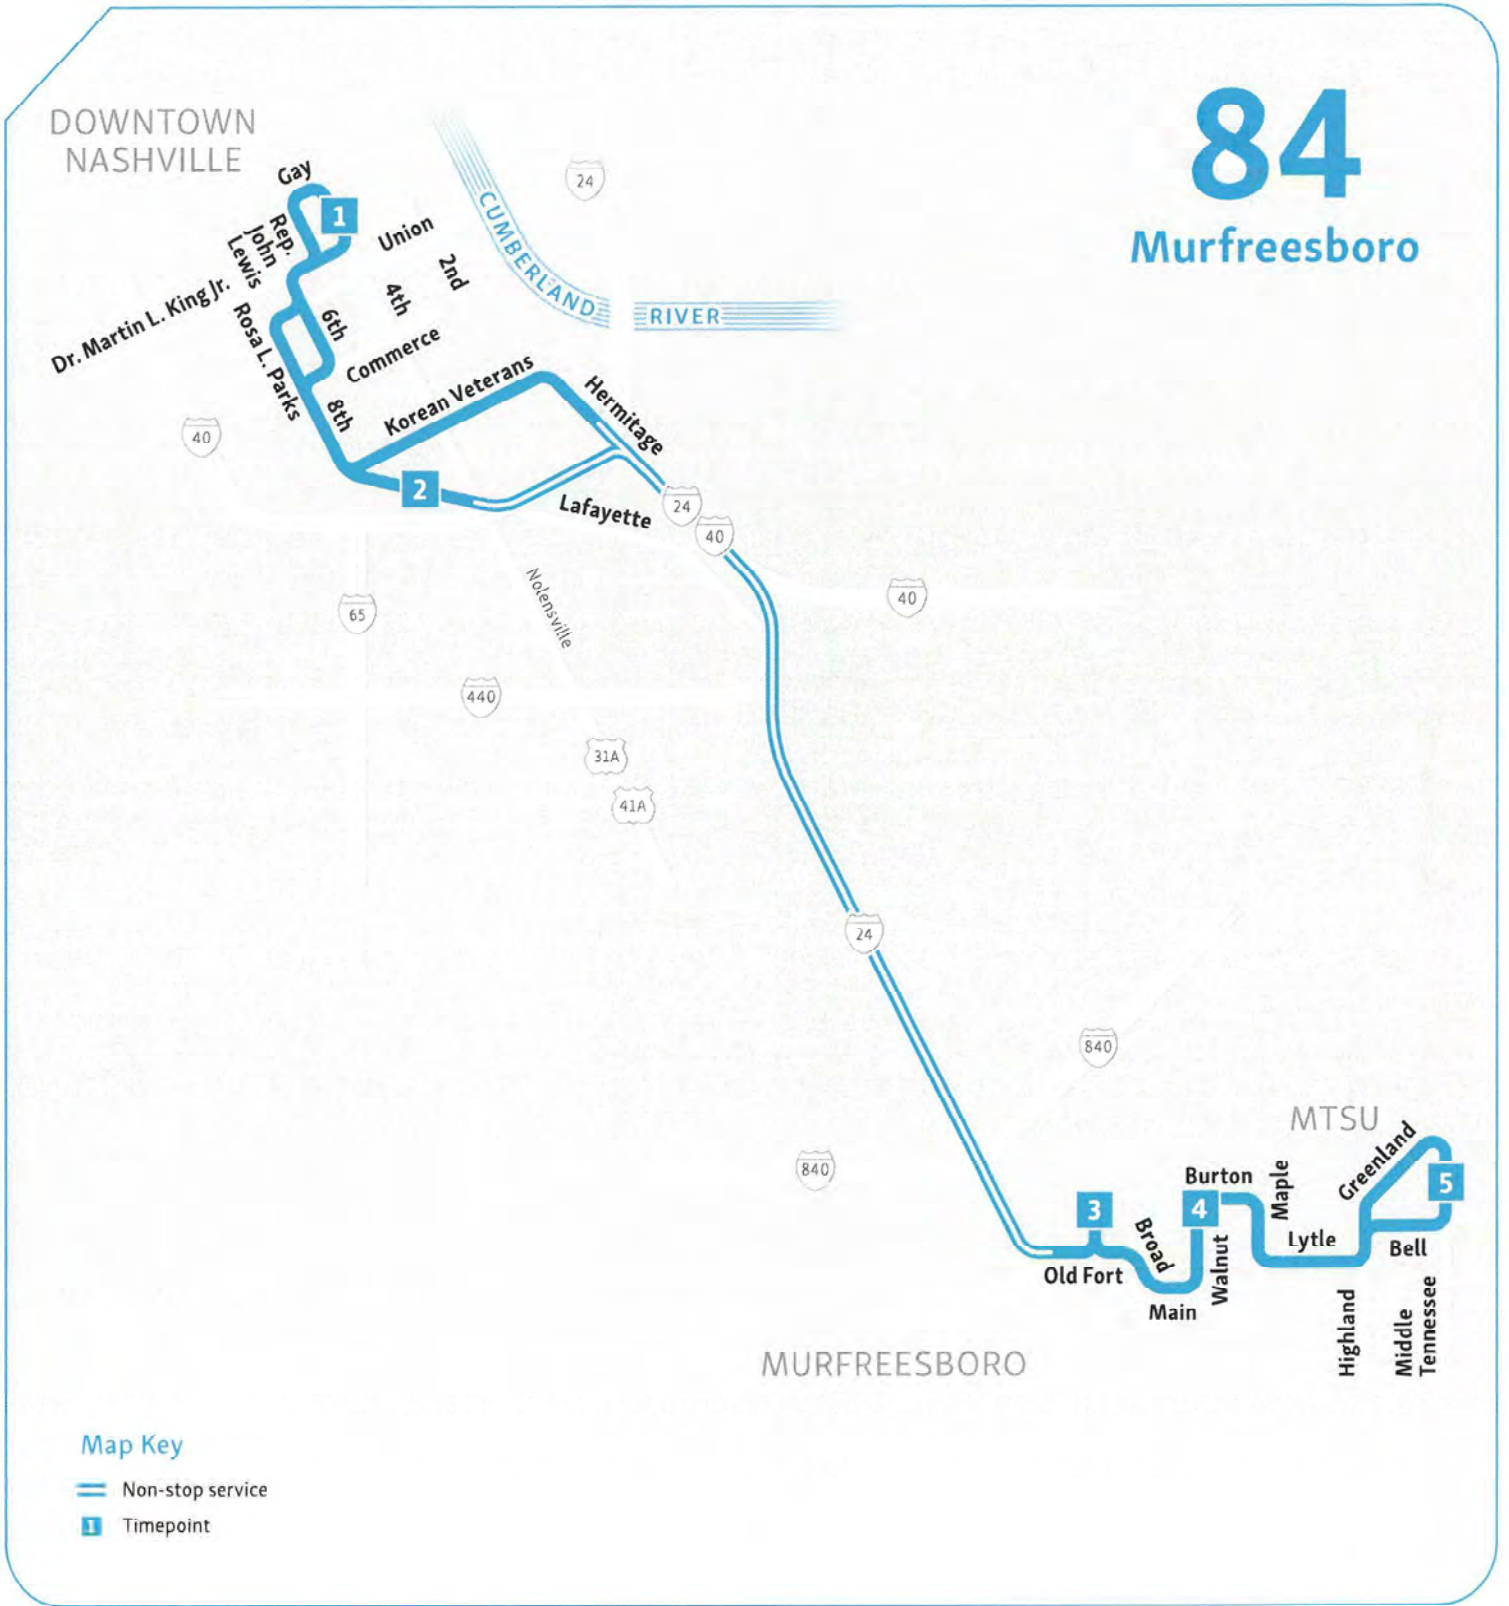 DOWNTOWN
NASHVILLE
84
Murfreesboro
Gay
1
Rep.
John
Lewis
Union
2nd
4th
24
CUMBERLAND
RIVER
Dr. Martin L. King Jr.
Rosa L. Parks
6th
Commerce
8th
Korean Veterans
Hermitage
40
2
Lafayette
24
40
Nolensville
65
40
440
31A
41A
24
840
840
MTSU
Greenland
5
Burton
Maple
3
4
Broad
Walnut
Lytle
Bell
Old Fort
Main
Highland
Middle
Tennessee
MURFREESBORO
Map Key
Non-stop service
1 Timepoint